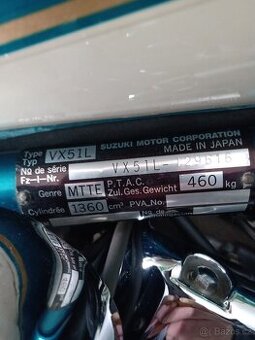 SUZUKI MOTOR CORPORATION
MADE IN JAPAN
Type VX51L
Typ
No de série VX51L-129616
Fz-I-Nr.
Genre MTTE P.T.A.C. 460 kg
Zul. Ges. Gewicht
Cylindrée 1360 cm³ PVA No.